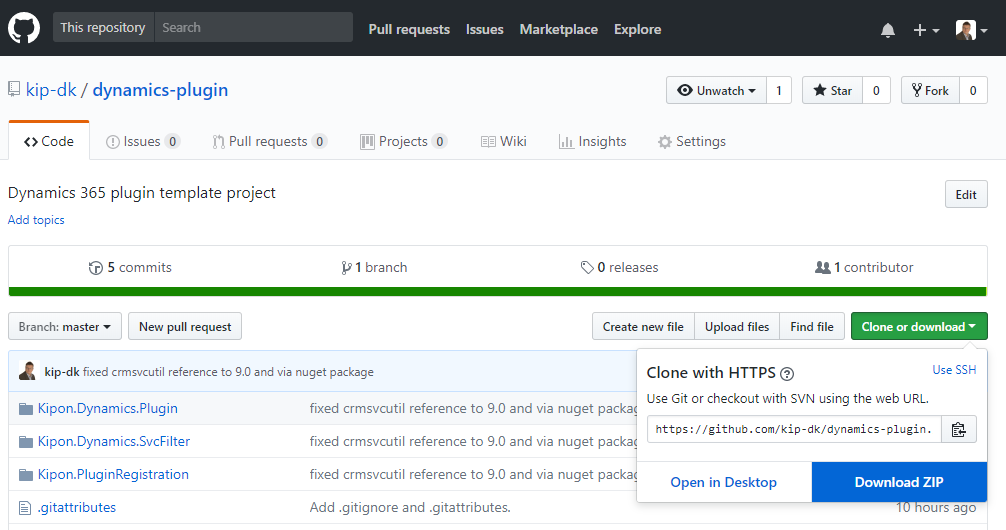 This repository Search Pull requests Issues Marketplace Explore
kip-dk / dynamics-plugin Unwatch 1 Star 0 Fork 0
Code Issues 0 Pull requests 0 Projects 0 Wiki Insights Settings
Dynamics 365 plugin template project Edit
Add topics
5 commits 1 branch 0 releases 1 contributor
Branch: master New pull request Create new file Upload files Find file Clone or download
kip-dk fixed crmsvcutil reference to 9.0 and via nuget package
Kipon.Dynamics.Plugin fixed crmsvcutil reference to 9.0 and via nuget packag
Kipon.Dynamics.SvcFilter fixed crmsvcutil reference to 9.0 and via nuget packag
Kipon.PluginRegistration fixed crmsvcutil reference to 9.0 and via nuget packag
.gitattributes Add .gitignore and .gitattributes. 10 hours ago
Clone with HTTPS ? Use SSH
Use Git or checkout with SVN using the web URL.
https://github.com/kip-dk/dynamics-plugin.
Open in Desktop Download ZIP